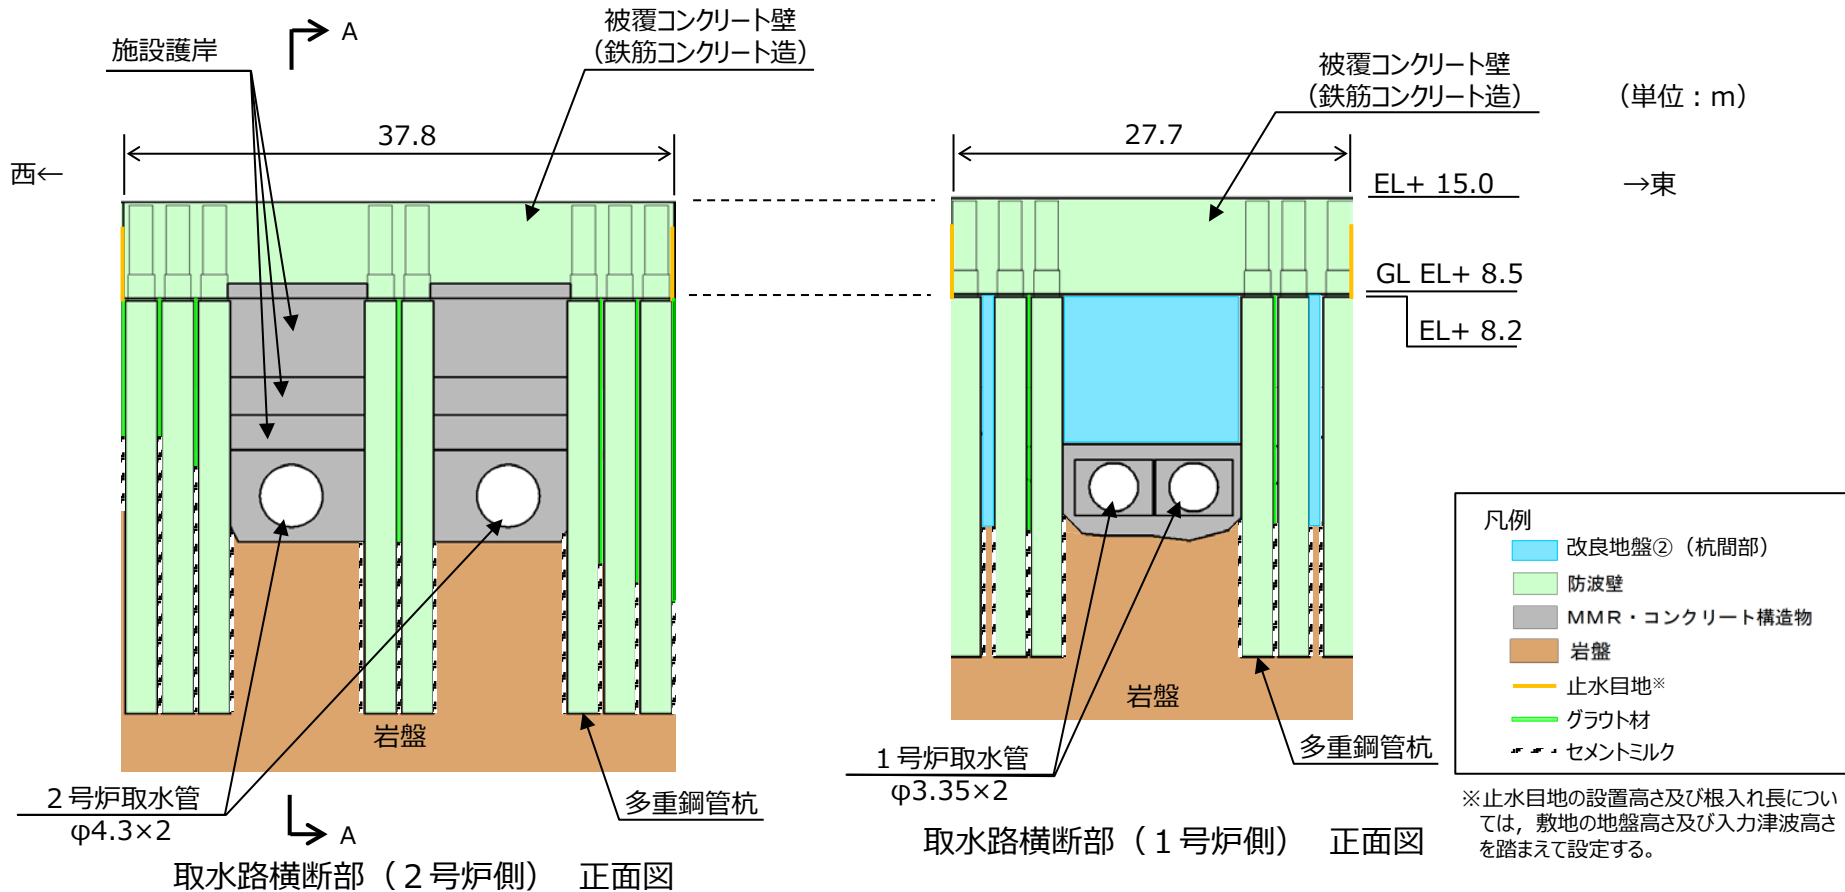 A
施設護岸
被覆コンクリート壁
（鉄筋コンクリート造）
37.8
西←
被覆コンクリート壁
（鉄筋コンクリート造）
（単位：m）
27.7
EL+ 15.0
→東
GL EL+ 8.5
EL+ 8.2
岩盤
2号炉取水管
φ4.3×2
A
多重鋼管杭
取水路横断部（２号炉側）　正面図
岩盤
1号炉取水管
φ3.35×2
多重鋼管杭
取水路横断部（１号炉側）　正面図
凡例
改良地盤②（杭間部）
防波壁
ＭＭＲ・コンクリート構造物
岩盤
止水目地※
グラウト材
セメントミルク
※止水目地の設置高さ及び根入れ長につい
ては，敷地の地盤高さ及び入力津波高さ
を踏まえて設定する。